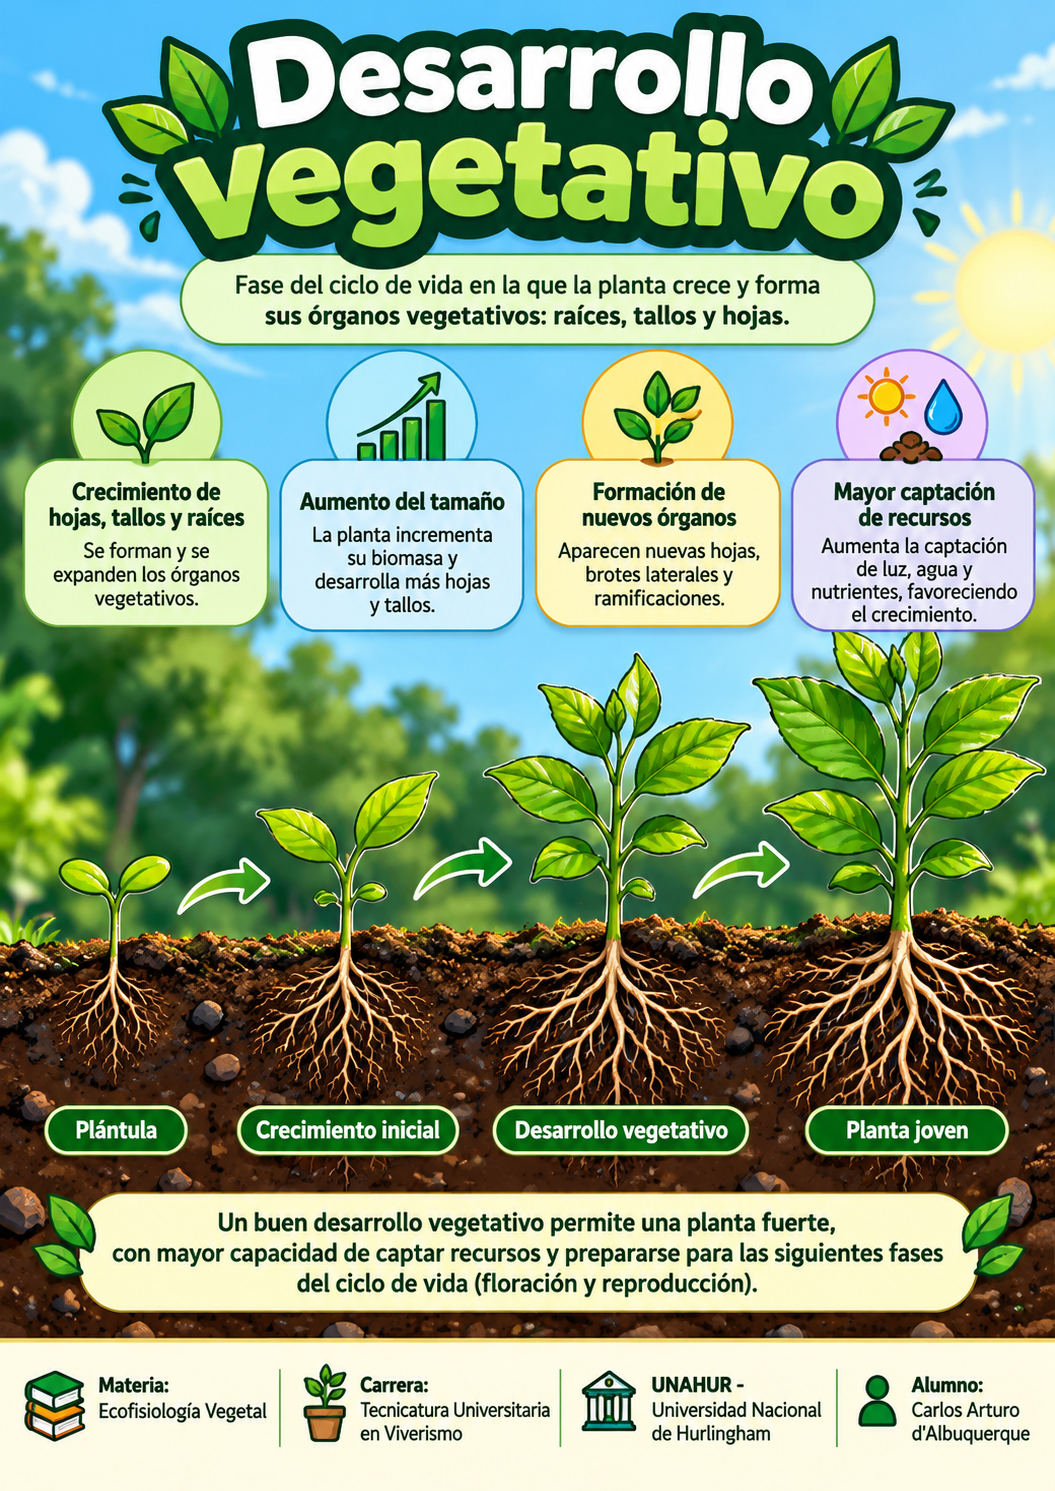 Desarrollo
vegetativo
Fase del ciclo de vida en la que la planta crece y forma
sus órganos vegetativos: raíces, tallos y hojas.
Crecimiento de
hojas, tallos y raíces
Se forman y se
expanden los órganos
vegetativos.
Aumento del tamaño
La planta incrementa
su biomasa y
desarrolla más hojas
y tallos.
Formación de
nuevos órganos
Aparecen nuevas hojas,
brotes laterales y
ramificaciones.
Mayor captación
de recursos
Aumenta la captación
de luz, agua y
nutrientes, favoreciendo
el crecimiento.
Plántula
Crecimiento inicial
Desarrollo vegetativo
Planta joven
Un buen desarrollo vegetativo permite una planta fuerte,
con mayor capacidad de captar recursos y prepararse para las siguientes fases
del ciclo de vida (floración y reproducción).
Materia:
Ecofisiología Vegetal
Carrera:
Tecnicatura Universitaria
en Viverismo
UNAHUR -
Universidad Nacional
de Hurlingham
Alumno:
Carlos Arturo
d'Albuquerque